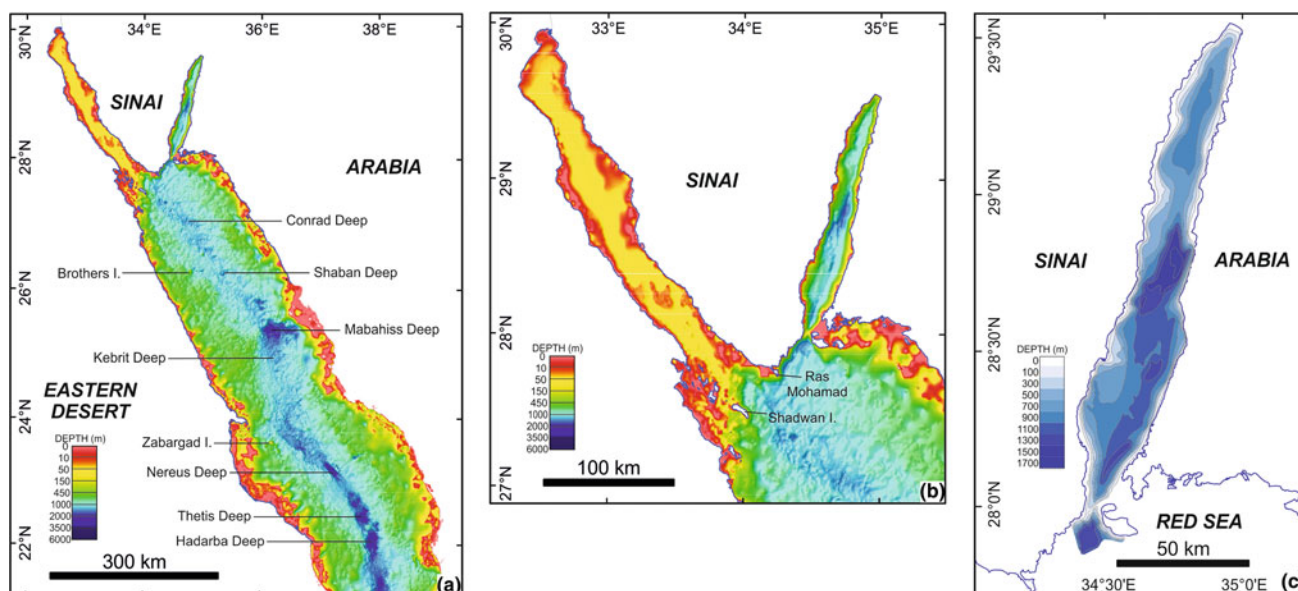 34°E 36°E 38°E
30°N
28°N
26°N
24°N
22°N
SINAI
ARABIA
Conrad Deep
Brothers I.
Shaban Deep
Mabahiss Deep
Kebrit Deep
EASTERN
DESERT
Zabargad I.
Nereus Deep
Thetis Deep
Hadarba Deep
DEPTH (m)
0
10
50
150
450
1000
2000
3500
6000
300 km
(a)
33°E 34°E 35°E
30°N
29°N
28°N
27°N
SINAI
Ras
Mohamad
Shadwan I.
DEPTH (m)
0
10
50
150
450
1000
2000
3500
6000
100 km
(b)
29°30'N
29°0'N
28°30'N
28°0'N
SINAI
ARABIA
DEPTH (m)
0
100
300
500
700
900
1100
1300
1500
1700
RED SEA
50 km
34°30'E 35°0'E
(c)